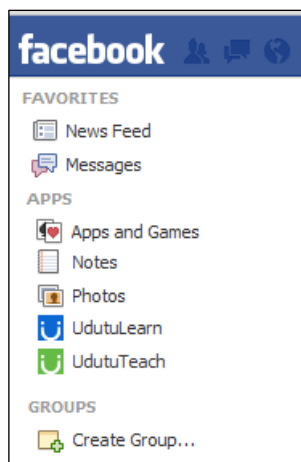 facebook
FAVORITES
News Feed
Messages
APPS
Apps and Games
Notes
Photos
UdutuLearn
UdutuTeach
GROUPS
Create Group...